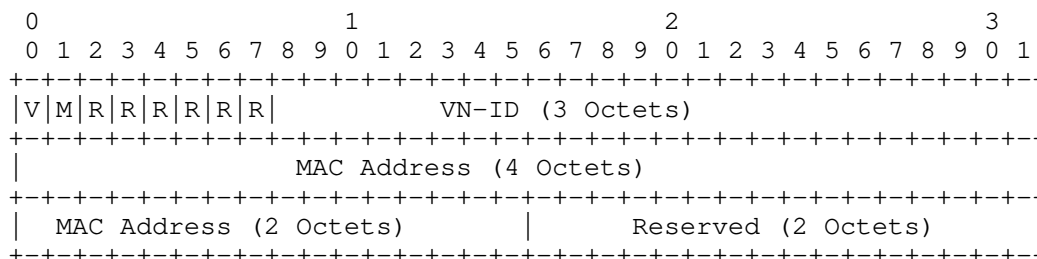 0 1 2 3
0 1 2 3 4 5 6 7 8 9 0 1 2 3 4 5 6 7 8 9 0 1 2 3 4 5 6 7 8 9 0 1
+-+-+-+-+-+-+-+-+-+-+-+-+-+-+-+-+-+-+-+-+-+-+-+-+-+-+-+-+-+-+-+--
|V|M|R|R|R|R|R|R| VN-ID (3 Octets)
+-+-+-+-+-+-+-+-+-+-+-+-+-+-+-+-+-+-+-+-+-+-+-+-+-+-+-+-+-+-+-+--
| MAC Address (4 Octets)
+-+-+-+-+-+-+-+-+-+-+-+-+-+-+-+-+-+-+-+-+-+-+-+-+-+-+-+-+-+-+-+--
| MAC Address (2 Octets) | Reserved (2 Octets)
+-+-+-+-+-+-+-+-+-+-+-+-+-+-+-+-+-+-+-+-+-+-+-+-+-+-+-+-+-+-+-+--